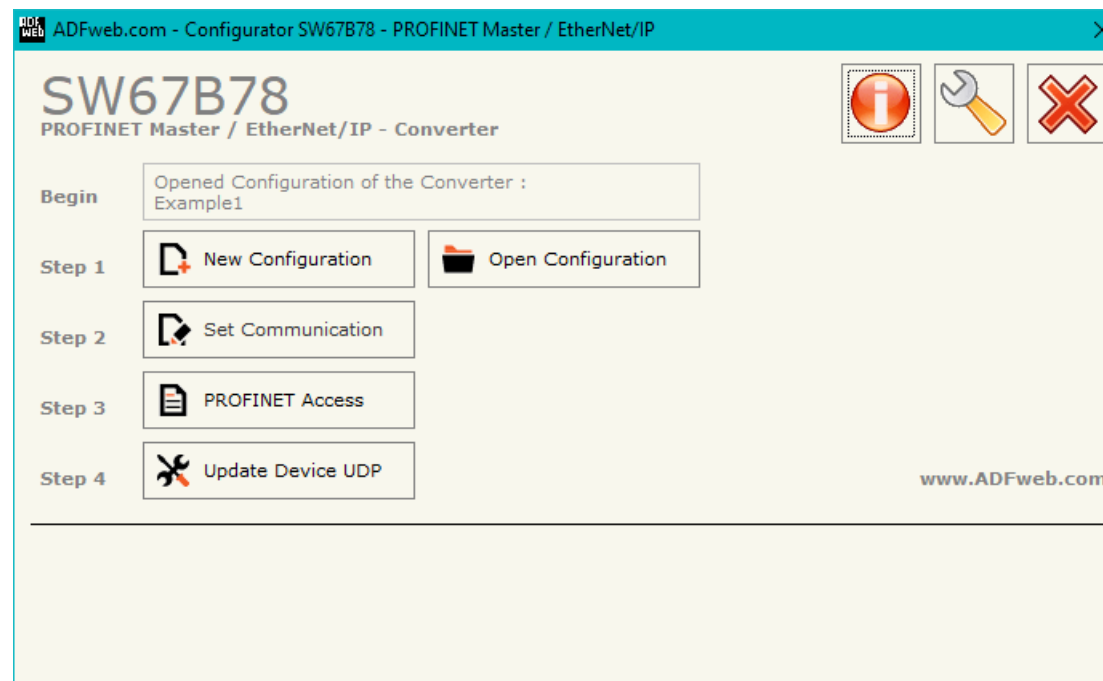 ADF
WEB
ADFweb.com - Configurator SW67B78 - PROFINET Master / EtherNet/IP
SW67B78
PROFINET Master / EtherNet/IP - Converter
Begin
Opened Configuration of the Converter :
Example1
Step 1
New Configuration
Open Configuration
Step 2
Set Communication
Step 3
PROFINET Access
Step 4
Update Device UDP
www.ADFweb.com